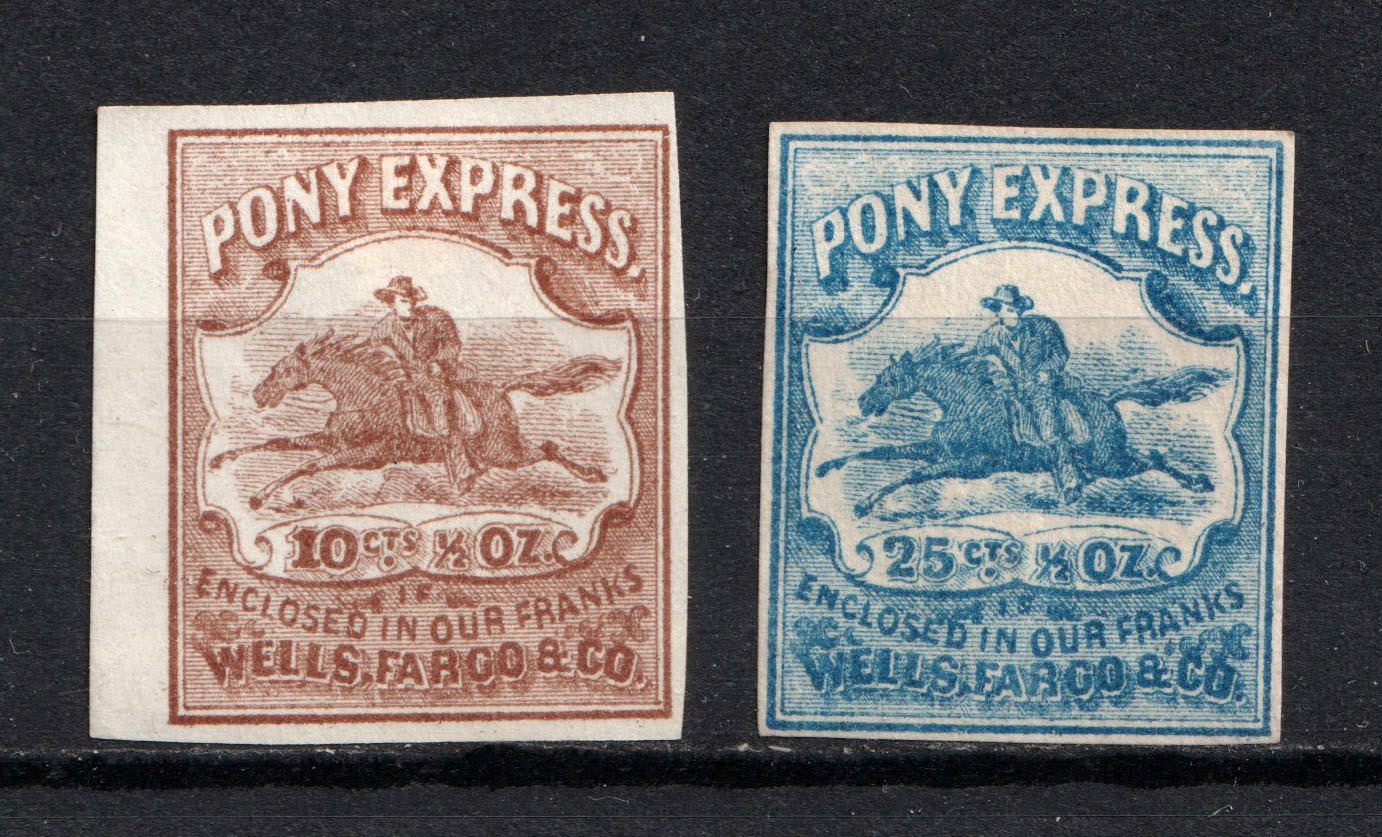 PONY EXPRESS.
10 CTS. ½ OZ.
IF
ENCLOSED IN OUR FRANKS
WELLS, FARGO & CO.
PONY EXPRESS.
25 CTS. ½ OZ.
IF
ENCLOSED IN OUR FRANKS
WELLS, FARGO & CO.